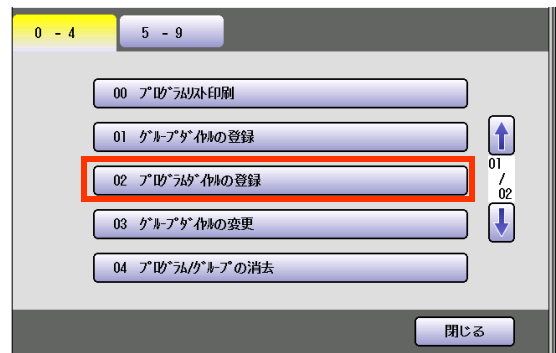 0 - 4
5 - 9
00 プログラムリスト印刷
01 グループダイヤルの登録
02 プログラムダイヤルの登録
03 グループダイヤルの変更
04 プログラム/グループの消去
01
/
02
閉じる